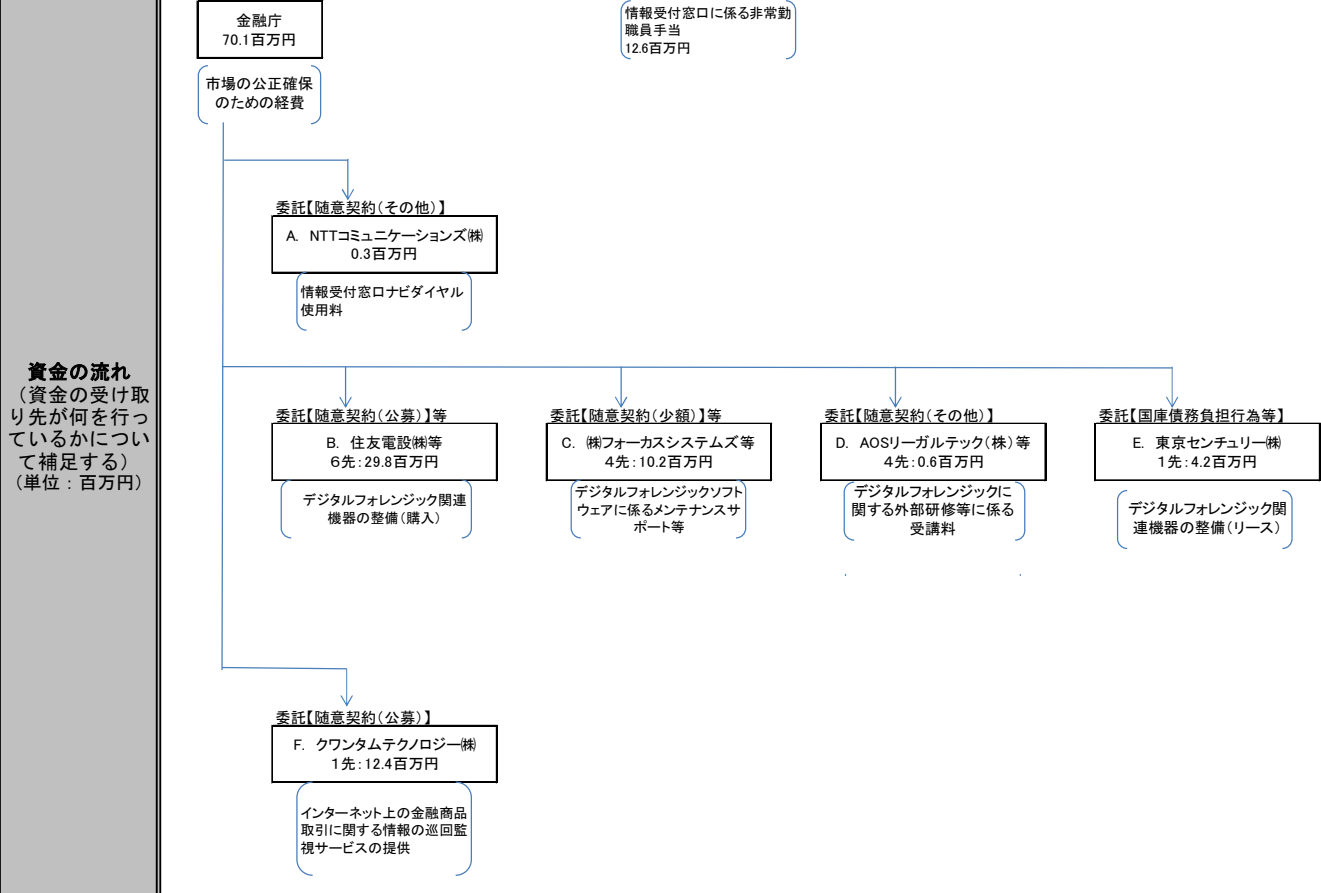 金融庁
70.1百万円
情報受付窓口に係る非常勤
職員手当
12.6百万円
市場の公正確保
のための経費
委託【随意契約(その他)】
A. NTTコミュニケーションズ㈱
0.3百万円
情報受付窓口ナビダイヤル
使用料
資金の流れ
(資金の受け取
り先が何を行っ
ているかについ
て補足する)
(単位:百万円)
委託【随意契約(公募)】等
B. 住友電設㈱等
6先:29.8百万円
デジタルフォレンジック関連
機器の整備(購入)
委託【随意契約(少額)】等
C. ㈱フォーカスシステムズ等
4先:10.2百万円
デジタルフォレンジックソフト
ウェアに係るメンテナンスサ
ポート等
委託【随意契約(その他)】
D. AOSリーガルテック(株)等
4先:0.6百万円
デジタルフォレンジックに
関する外部研修等に係る
受講料
委託【国庫債務負担行為等】
E. 東京センチュリー㈱
1先:4.2百万円
デジタルフォレンジック関
連機器の整備(リース)
委託【随意契約(公募)】
F. クワンタムテクノロジー㈱
1先:12.4百万円
インターネット上の金融商品
取引に関する情報の巡回監
視サービスの提供